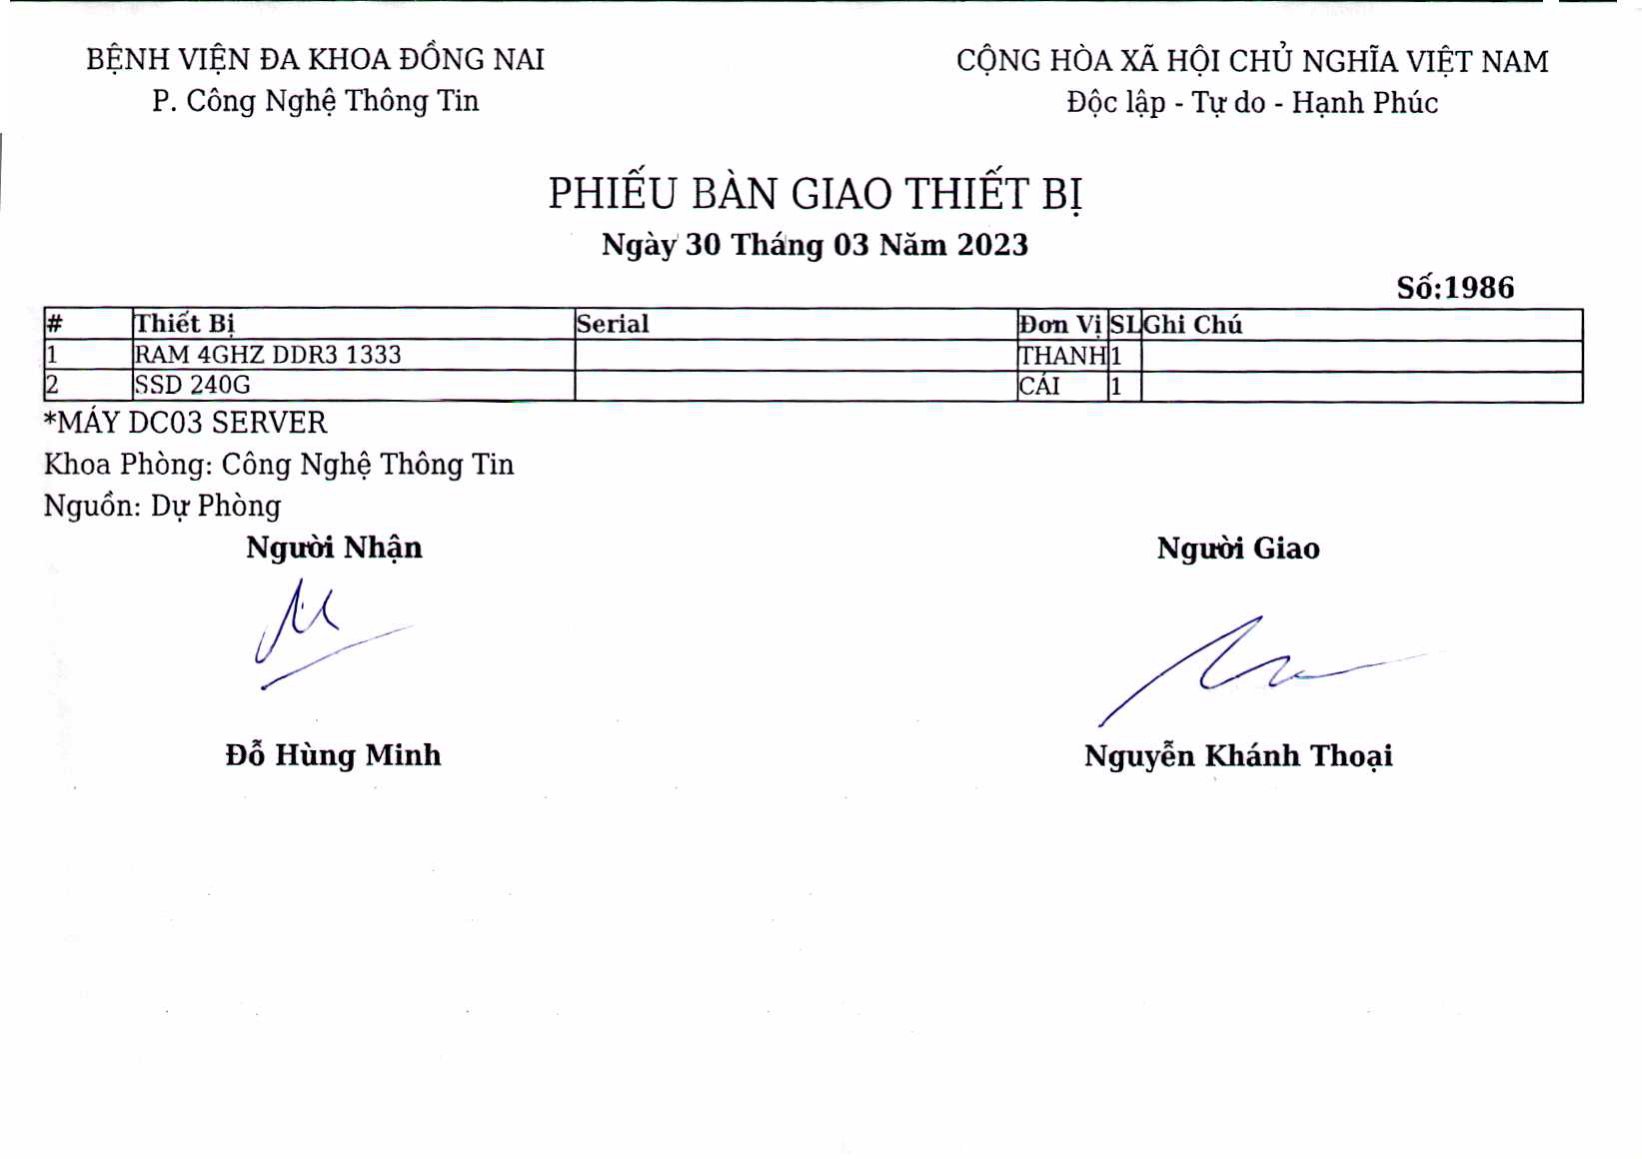 BỆNH VIỆN ĐA KHOA ĐỒNG NAI
P. Công Nghệ Thông Tin
CỘNG HÒA XÃ HỘI CHỦ NGHĨA VIỆT NAM
Độc lập - Tự do - Hạnh Phúc
PHIẾU BÀN GIAO THIẾT BỊ
Ngày 30 Tháng 03 Năm 2023
Số:1986
# Thiết Bị Serial Đơn Vị SL Ghi Chú
1 RAM 4GHZ DDR3 1333 THANH 1
2 SSD 240G CÁI 1
*MÁY DC03 SERVER
Khoa Phòng: Công Nghệ Thông Tin
Nguồn: Dự Phòng
Người Nhận Người Giao
Đỗ Hùng Minh Nguyễn Khánh Thoại